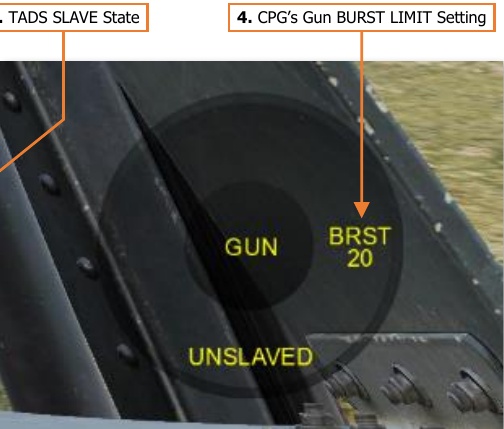 . TADS SLAVE State
4. CPG's Gun BURST LIMIT Setting
GUN
BRST
20
UNSLAVED